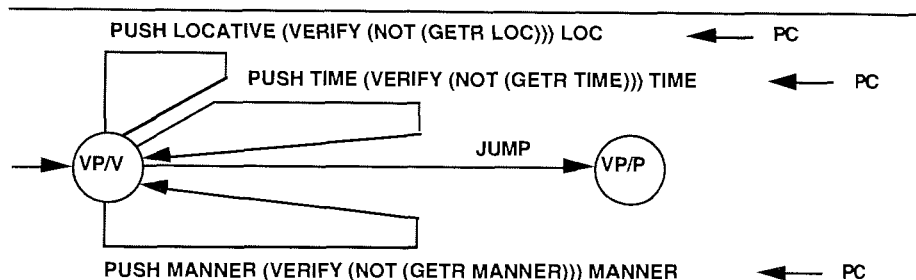 PUSH LOCATIVE (VERIFY (NOT (GETR LOC))) LOC PC
PUSH TIME (VERIFY (NOT (GETR TIME))) TIME PC
JUMP
VP/V VP/P
PUSH MANNER (VERIFY (NOT (GETR MANNER))) MANNER PC